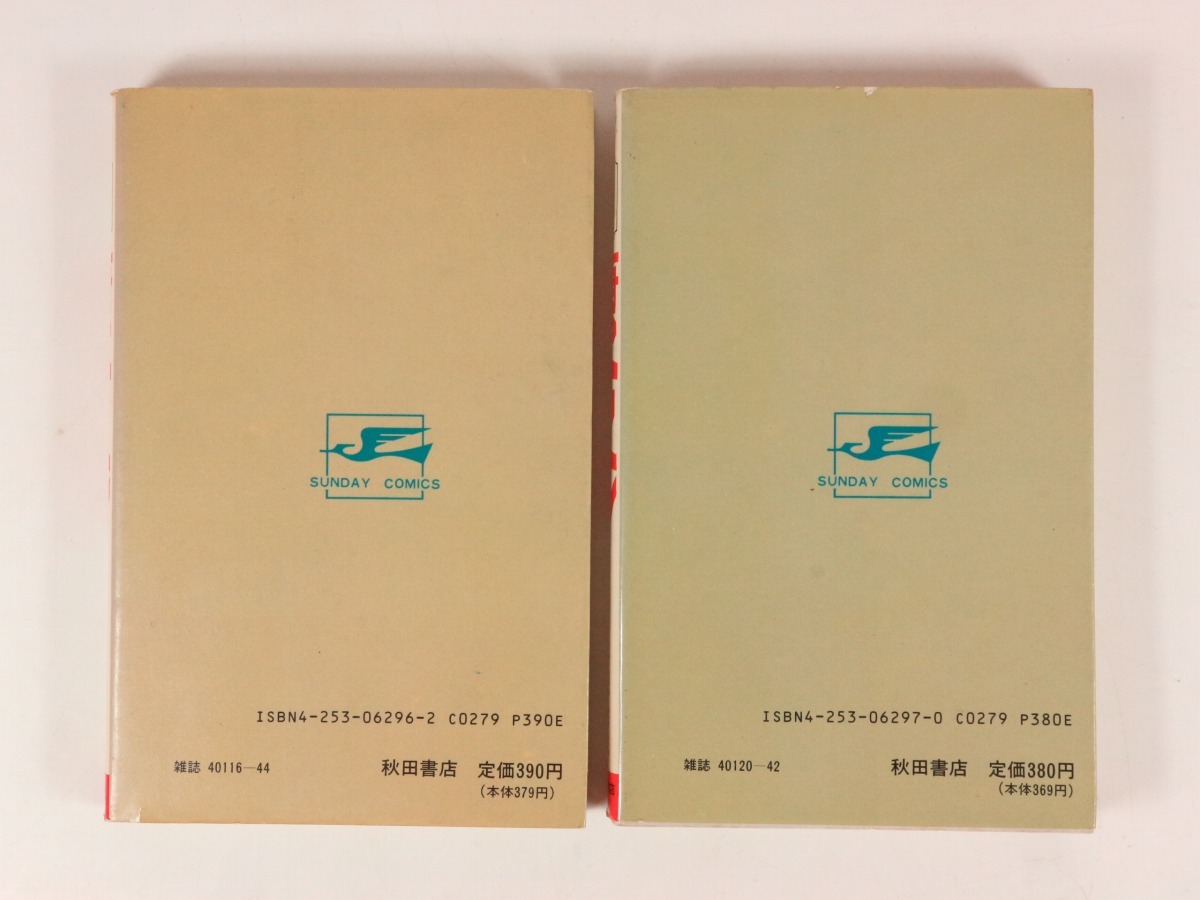 SUNDAY COMICS
ISBN4-253-06296-2 C0279 P390E
雑誌 40116-44 秋田書店 定価390円
(本体379円)
SUNDAY COMICS
ISBN4-253-06297-0 C0279 P380E
雑誌 40120-42 秋田書店 定価380円
(本体369円)